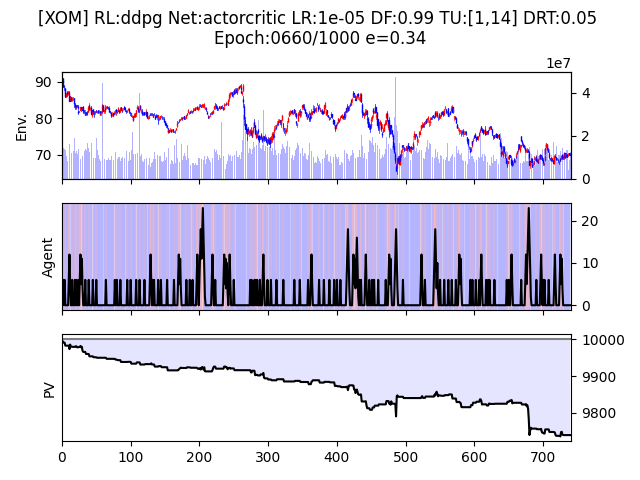 [XOM] RL:ddpg Net:actorcritic LR:1e-05 DF:0.99 TU:[1,14] DRT:0.05
Epoch:0660/1000 e=0.34
1e7
Env.
90
80
70
4
2
0
Agent
20
10
0
PV
10000
9900
9800
0 100 200 300 400 500 600 700